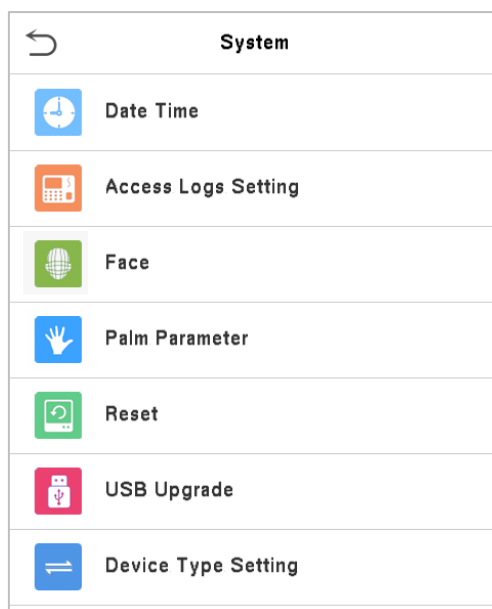 System
Date Time
Access Logs Setting
Face
Palm Parameter
Reset
USB Upgrade
Device Type Setting